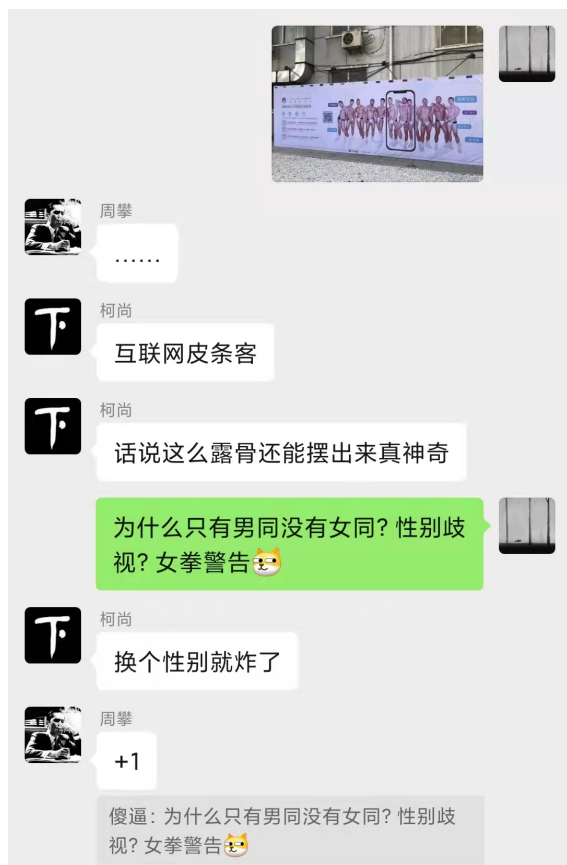 周攀
......
柯尚
互联网皮条客
柯尚
话说这么露骨还能摆出来真神奇
为什么只有男同没有女同?性别歧
视?女拳警告
柯尚
换个性别就炸了
周攀
+1
傻逼:为什么只有男同没有女同?性别歧
视?女拳警告